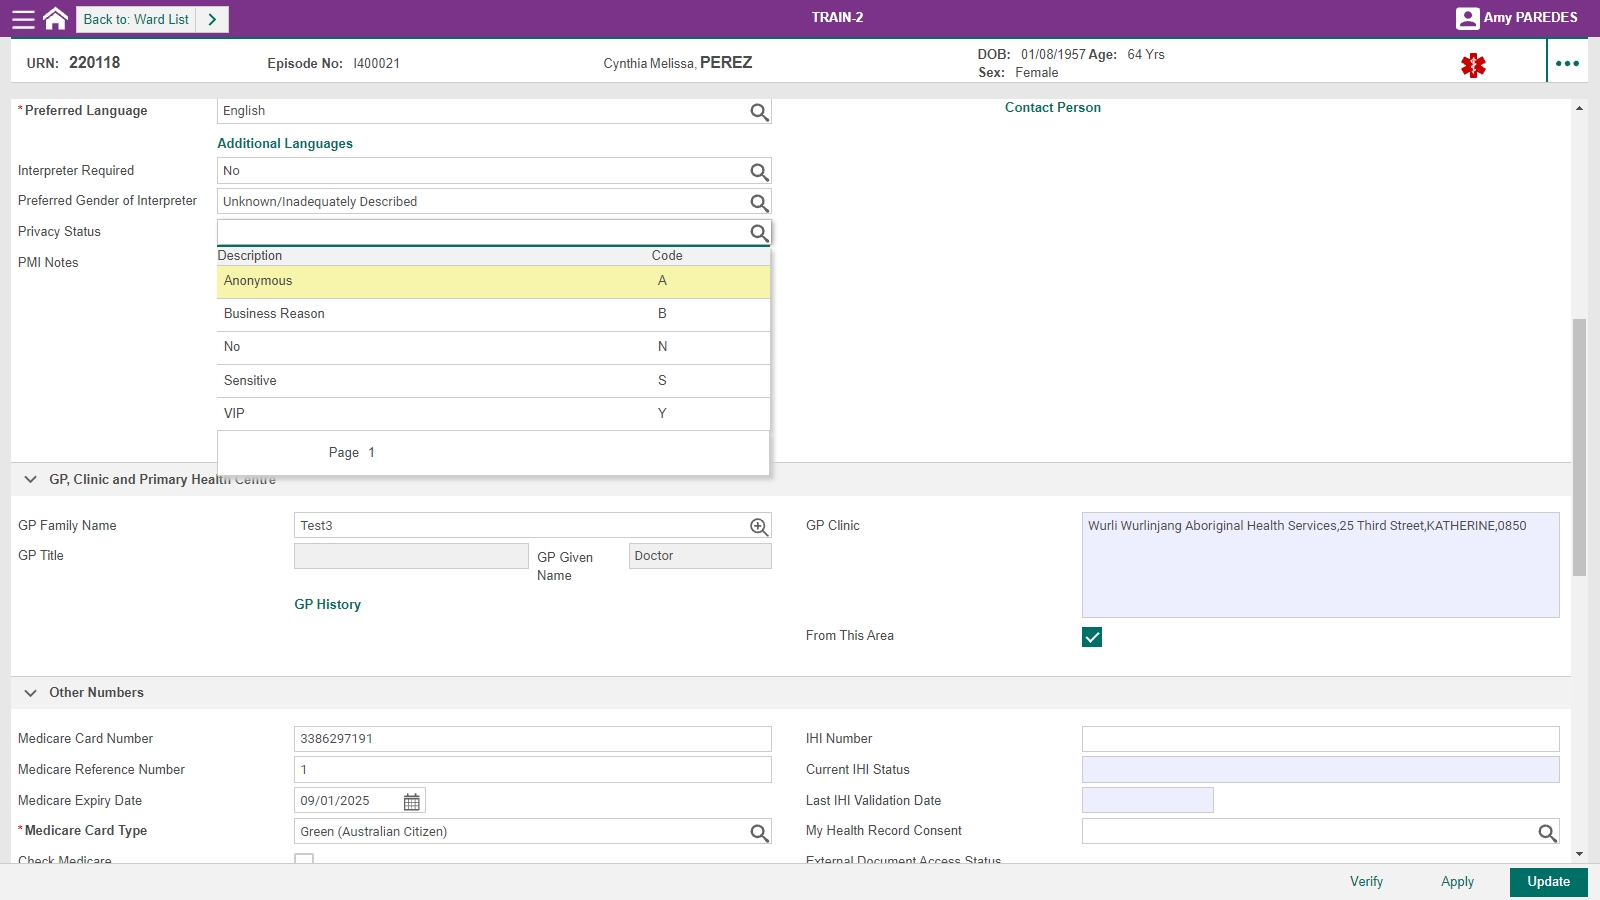 Back to: Ward List
TRAIN-2
Amy PAREDES
URN: 220118
Episode No: I400021
Cynthia Melissa, PEREZ
DOB: 01/08/1957 Age: 64 Yrs
Sex: Female
*Preferred Language English
Contact Person
Additional Languages
Interpreter Required No
Preferred Gender of Interpreter Unknown/Inadequately Described
Privacy Status
PMI Notes
Description Code
Anonymous A
Business Reason B
No N
Sensitive S
VIP Y
Page 1
GP, Clinic and Primary Health Centre
GP Family Name Test3
GP Clinic Wurli Wurlinjang Aboriginal Health Services,25 Third Street,KATHERINE,0850
GP Title
GP Given Name Doctor
GP History
From This Area
Other Numbers
Medicare Card Number 3386297191
IHI Number
Medicare Reference Number 1
Current IHI Status
Medicare Expiry Date 09/01/2025
Last IHI Validation Date
*Medicare Card Type Green (Australian Citizen)
My Health Record Consent
Check Medicare
External Document Access Status
Verify
Apply
Update